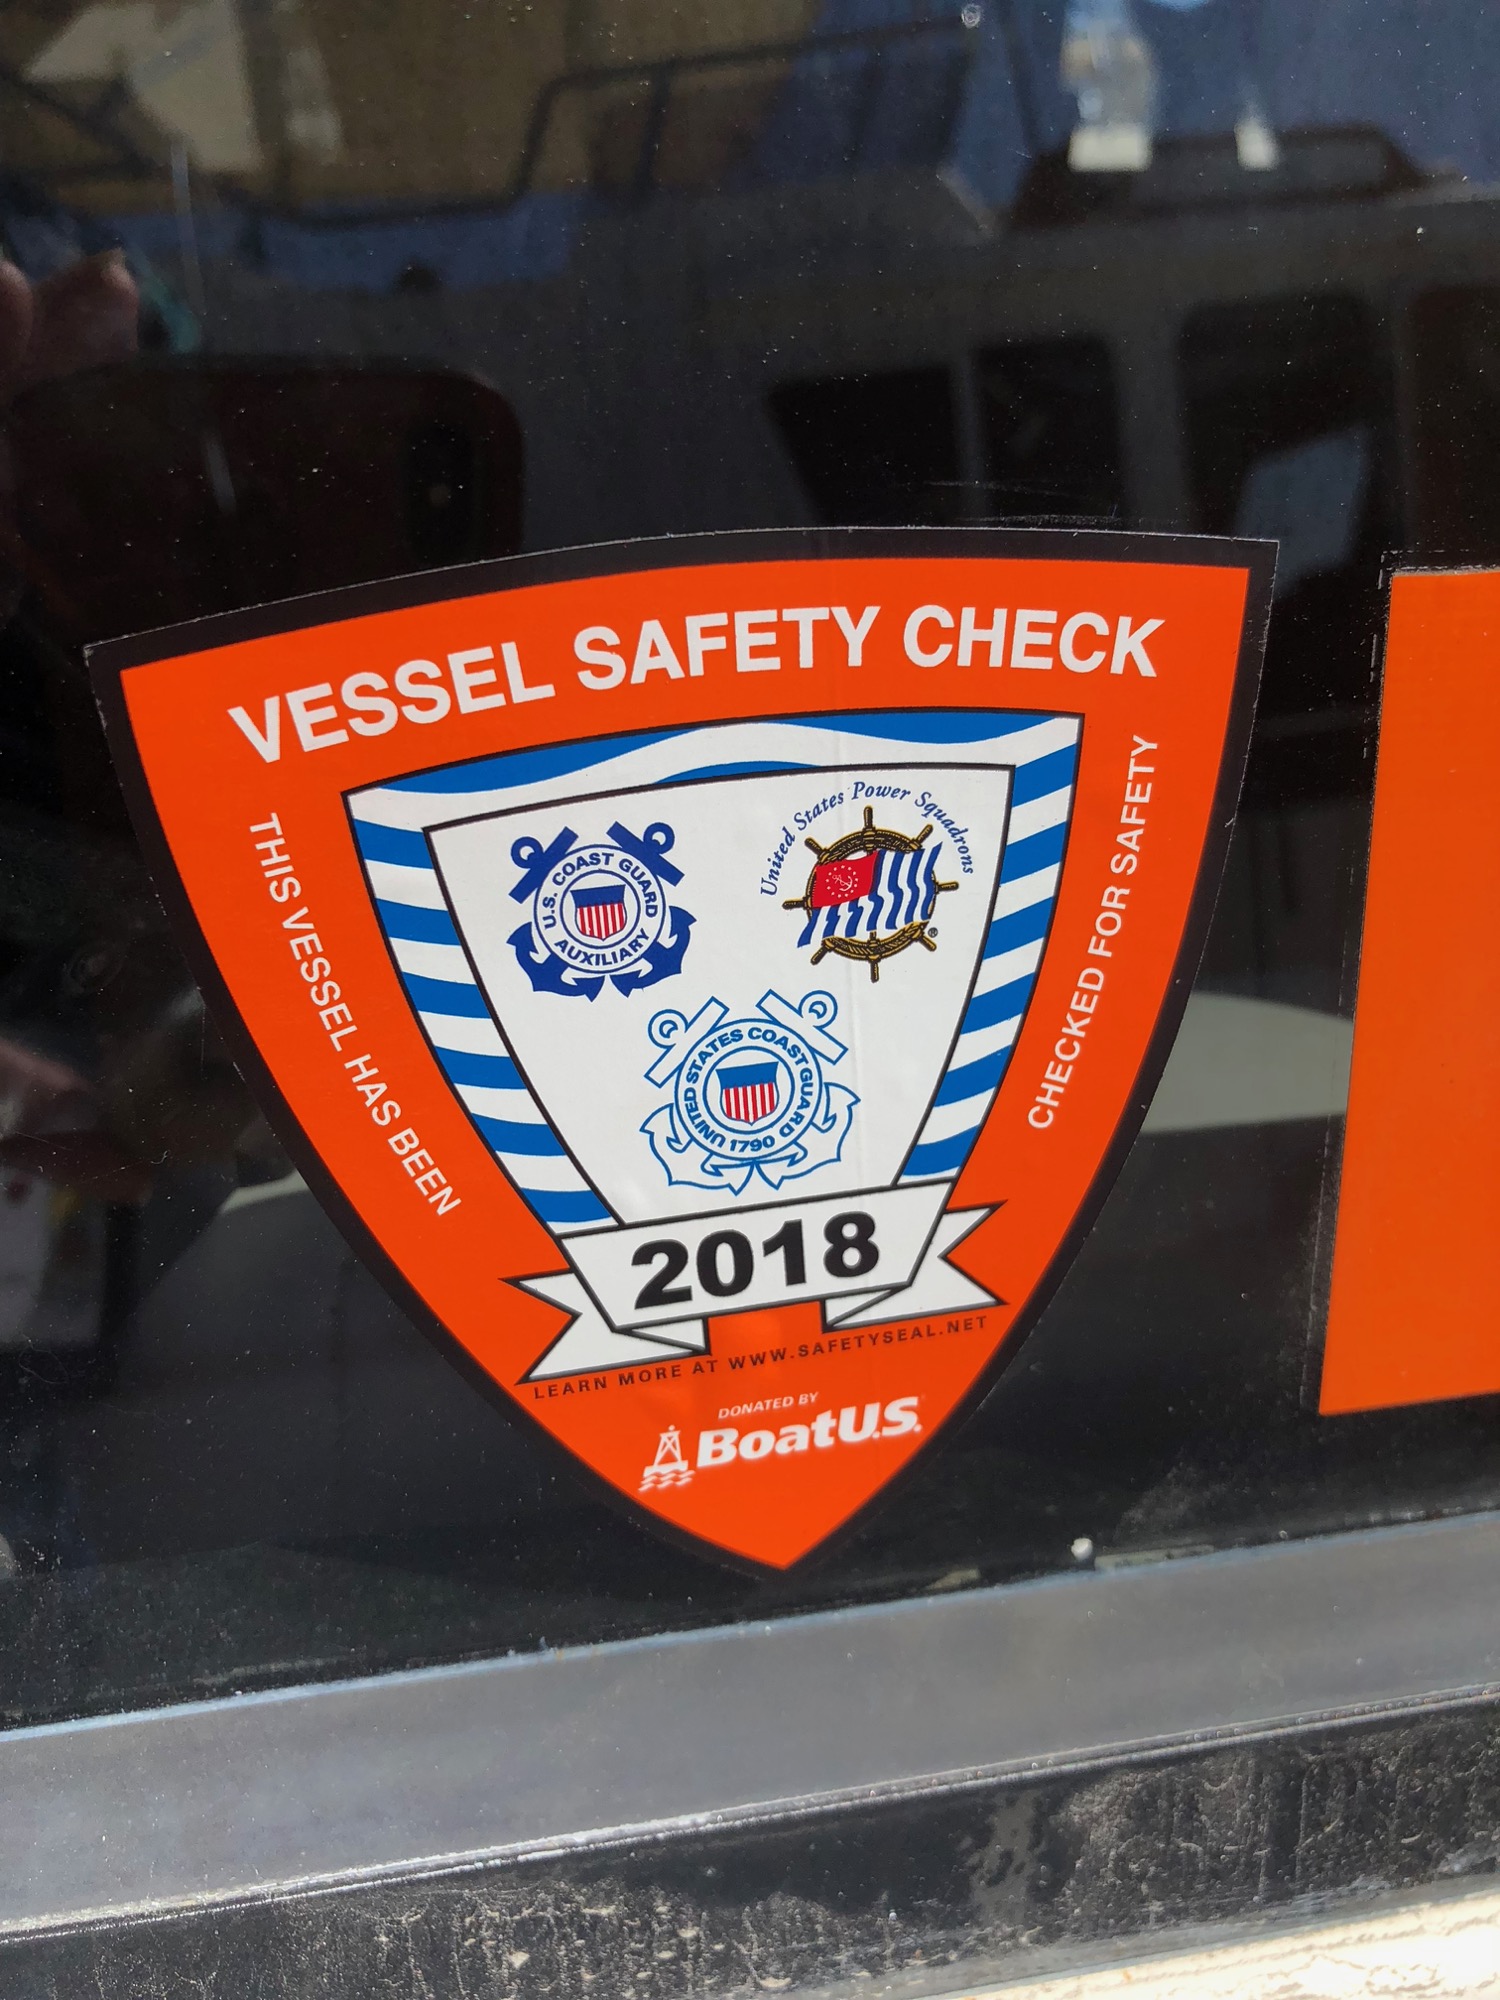 VESSEL SAFETY CHECK
THIS VESSEL HAS BEEN
CHECKED FOR SAFETY
U.S. COAST GUARD
AUXILIARY
United States Power Squadrons
®
UNITED STATES COAST GUARD
1790
2018
LEARN MORE AT WWW.SAFETYSEAL.NET
DONATED BY
BoatU.S.